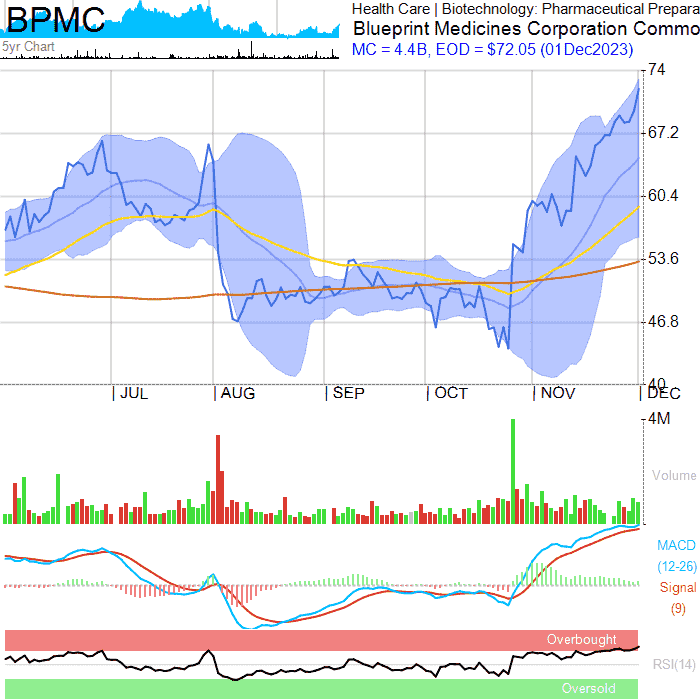 BPMC
5yr Chart
Health Care | Biotechnology: Pharmaceutical Prepara
Blueprint Medicines Corporation Commo
MC = 4.4B, EOD = $72.05 (01Dec2023)
74
67.2
60.4
53.6
46.8
40
JUL AUG SEP OCT NOV DEC
4M
Volume
MACD
(12-26)
Signal
(9)
Overbought
RSI(14)
Oversold